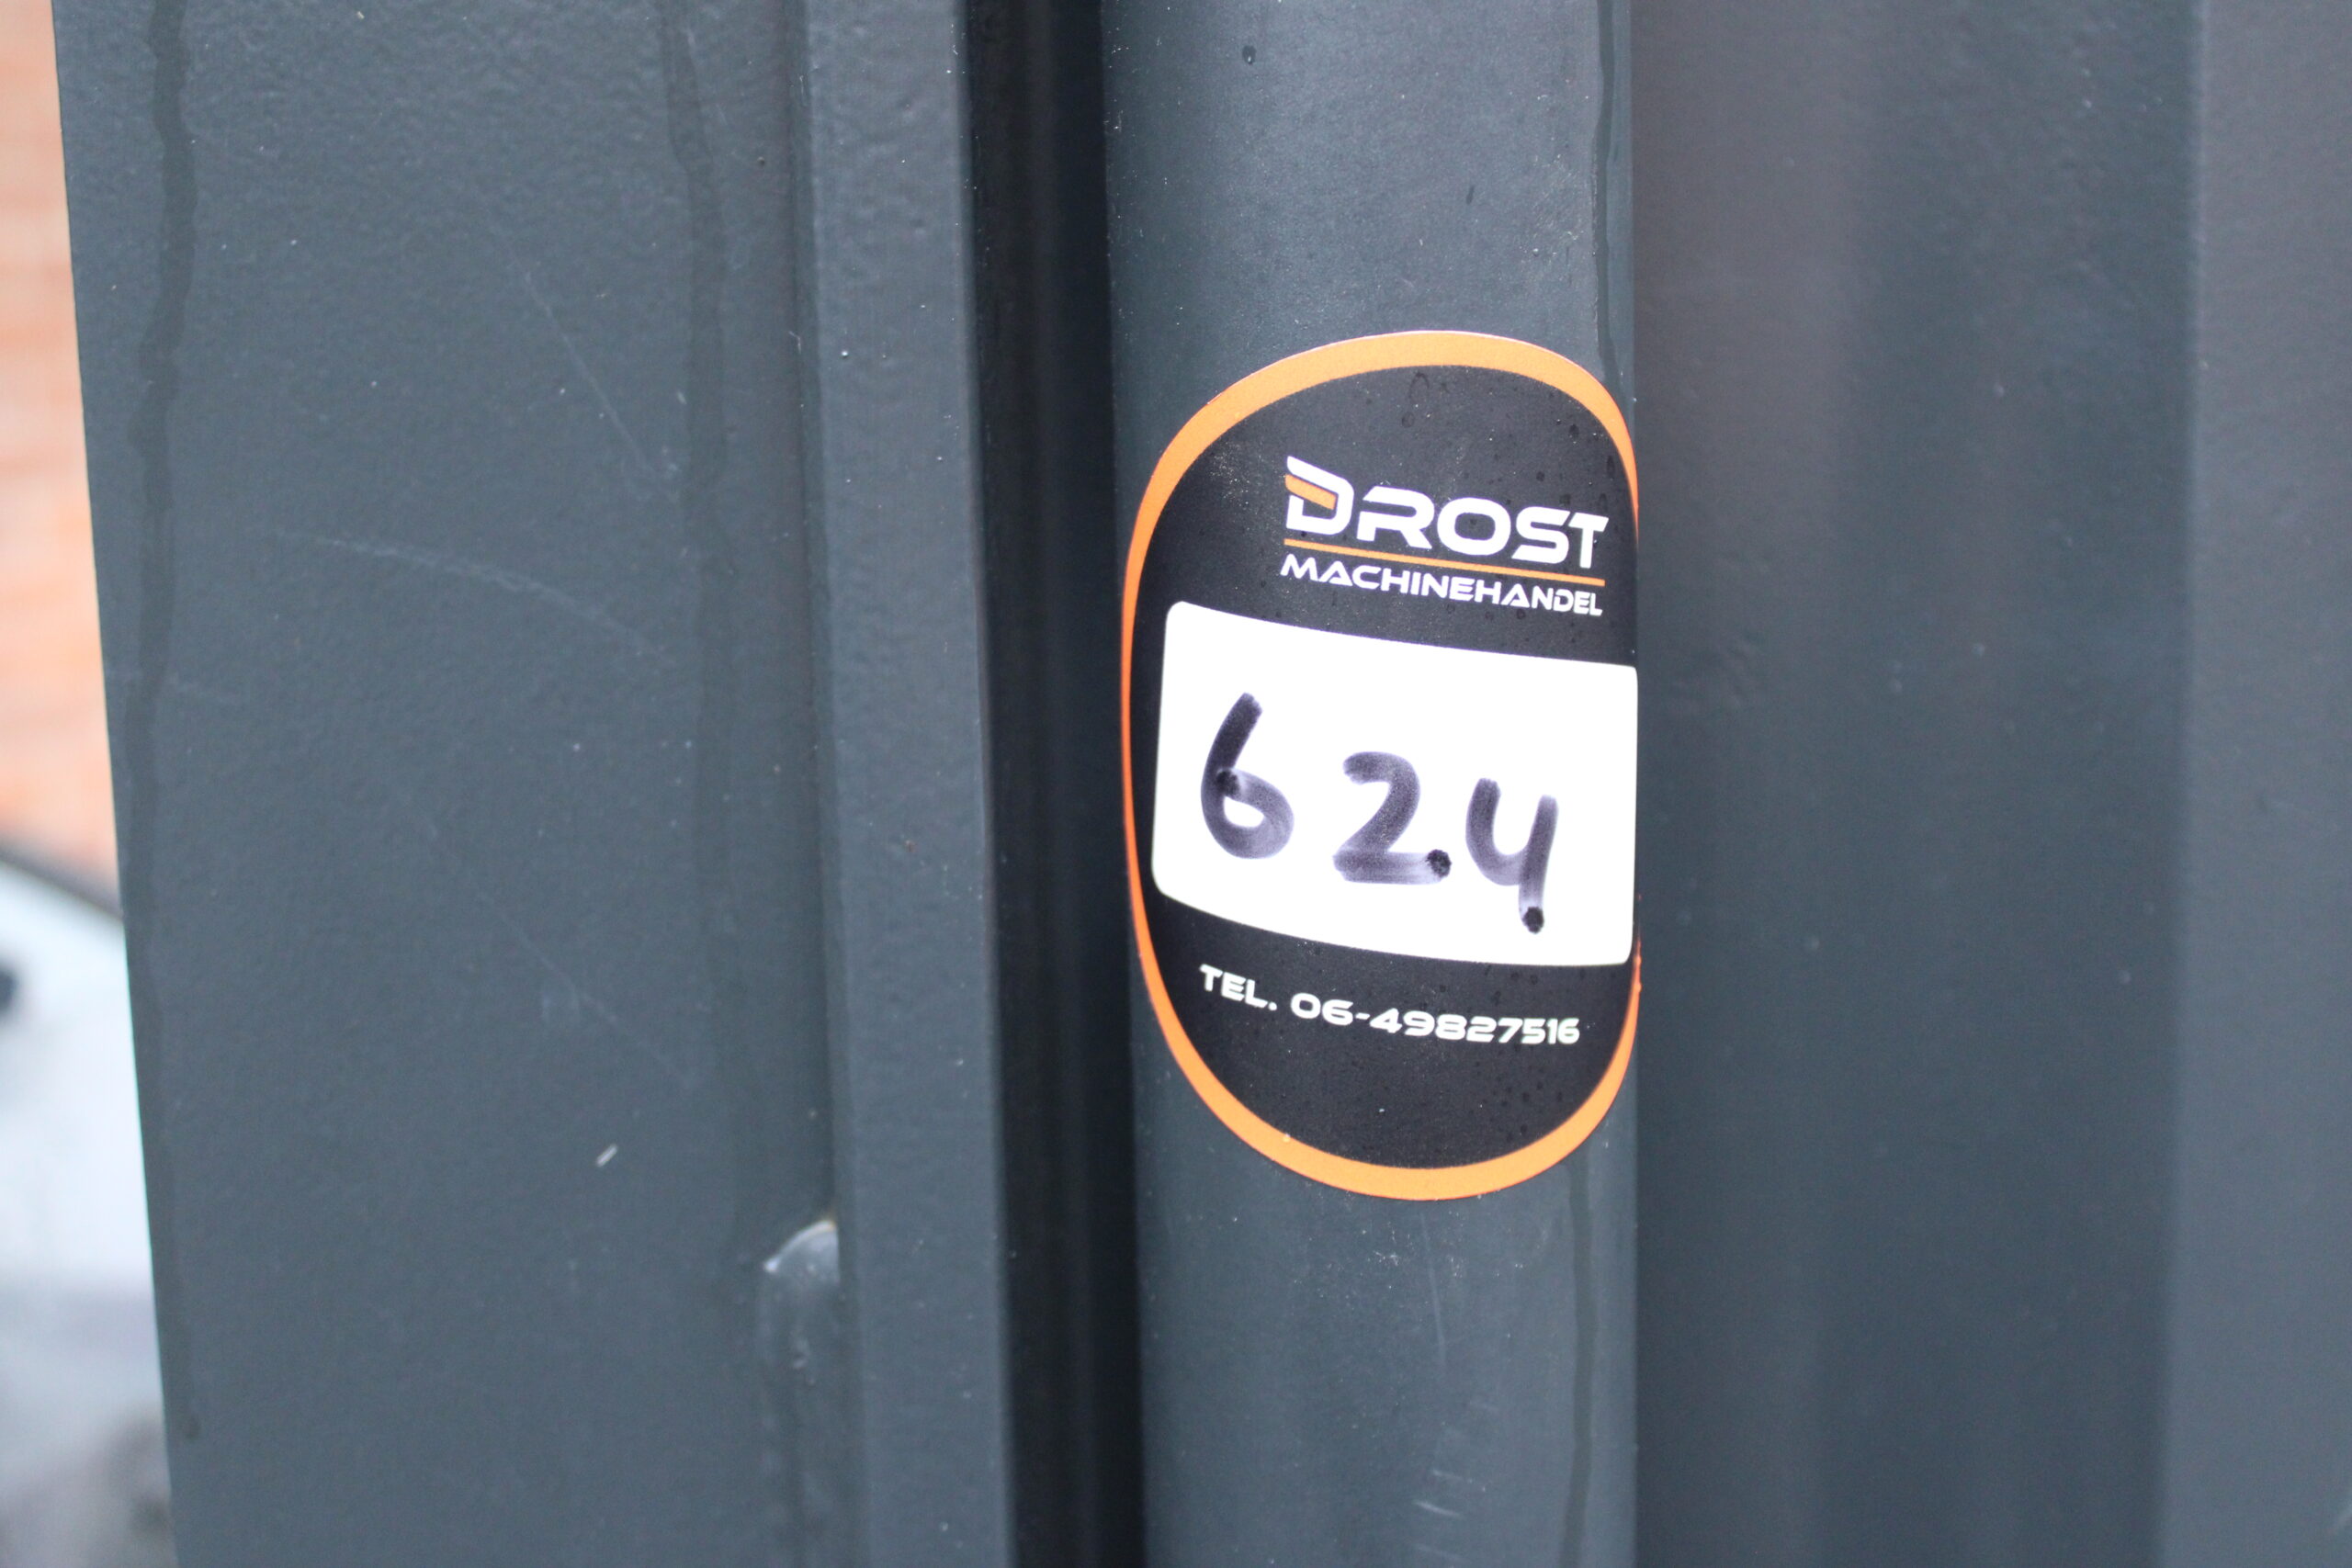 DROST
MACHINEHANDEL
624
TEL. 06-49827516